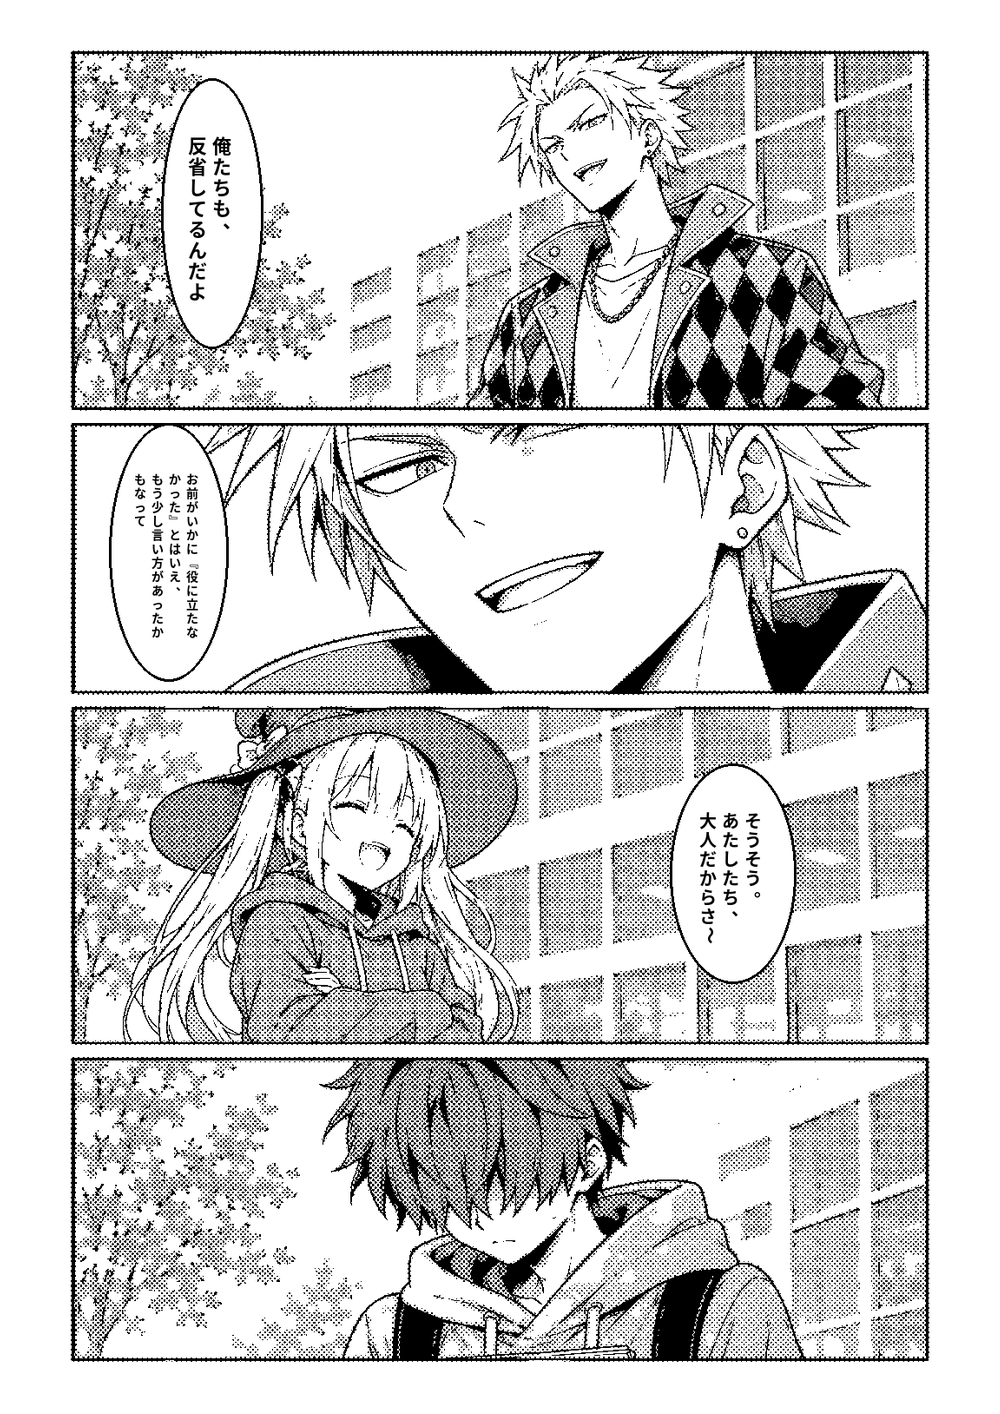 俺たちも、
反省してるんだよ
お前がいかに『役に立たな
かった』とはいえ、
もう少し言い方があったか
もなって
そうそう。
あたしたち、
大人だからさ〜